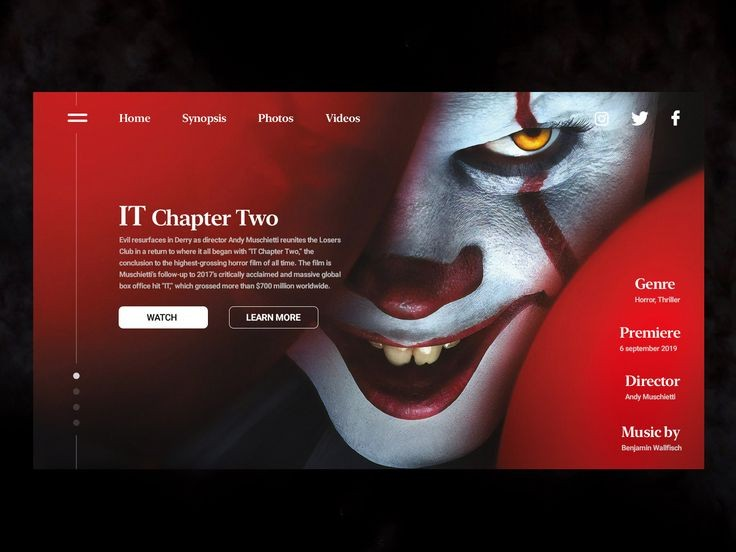 Home Synopsis Photos Videos
IT Chapter Two
Evil resurfaces in Derry as director Andy Muschietti reunites the Losers
Club in a return to where it all began with "IT Chapter Two," the
conclusion to the highest-grossing horror film of all time. The film is
Muschietti's follow-up to 2017's critically acclaimed and massive global
box office hit "IT," which grossed more than $700 million worldwide.
WATCH LEARN MORE
Genre
Horror, Thriller
Premiere
6 september 2019
Director
Andy Muschietti
Music by
Benjamin Wallfisch